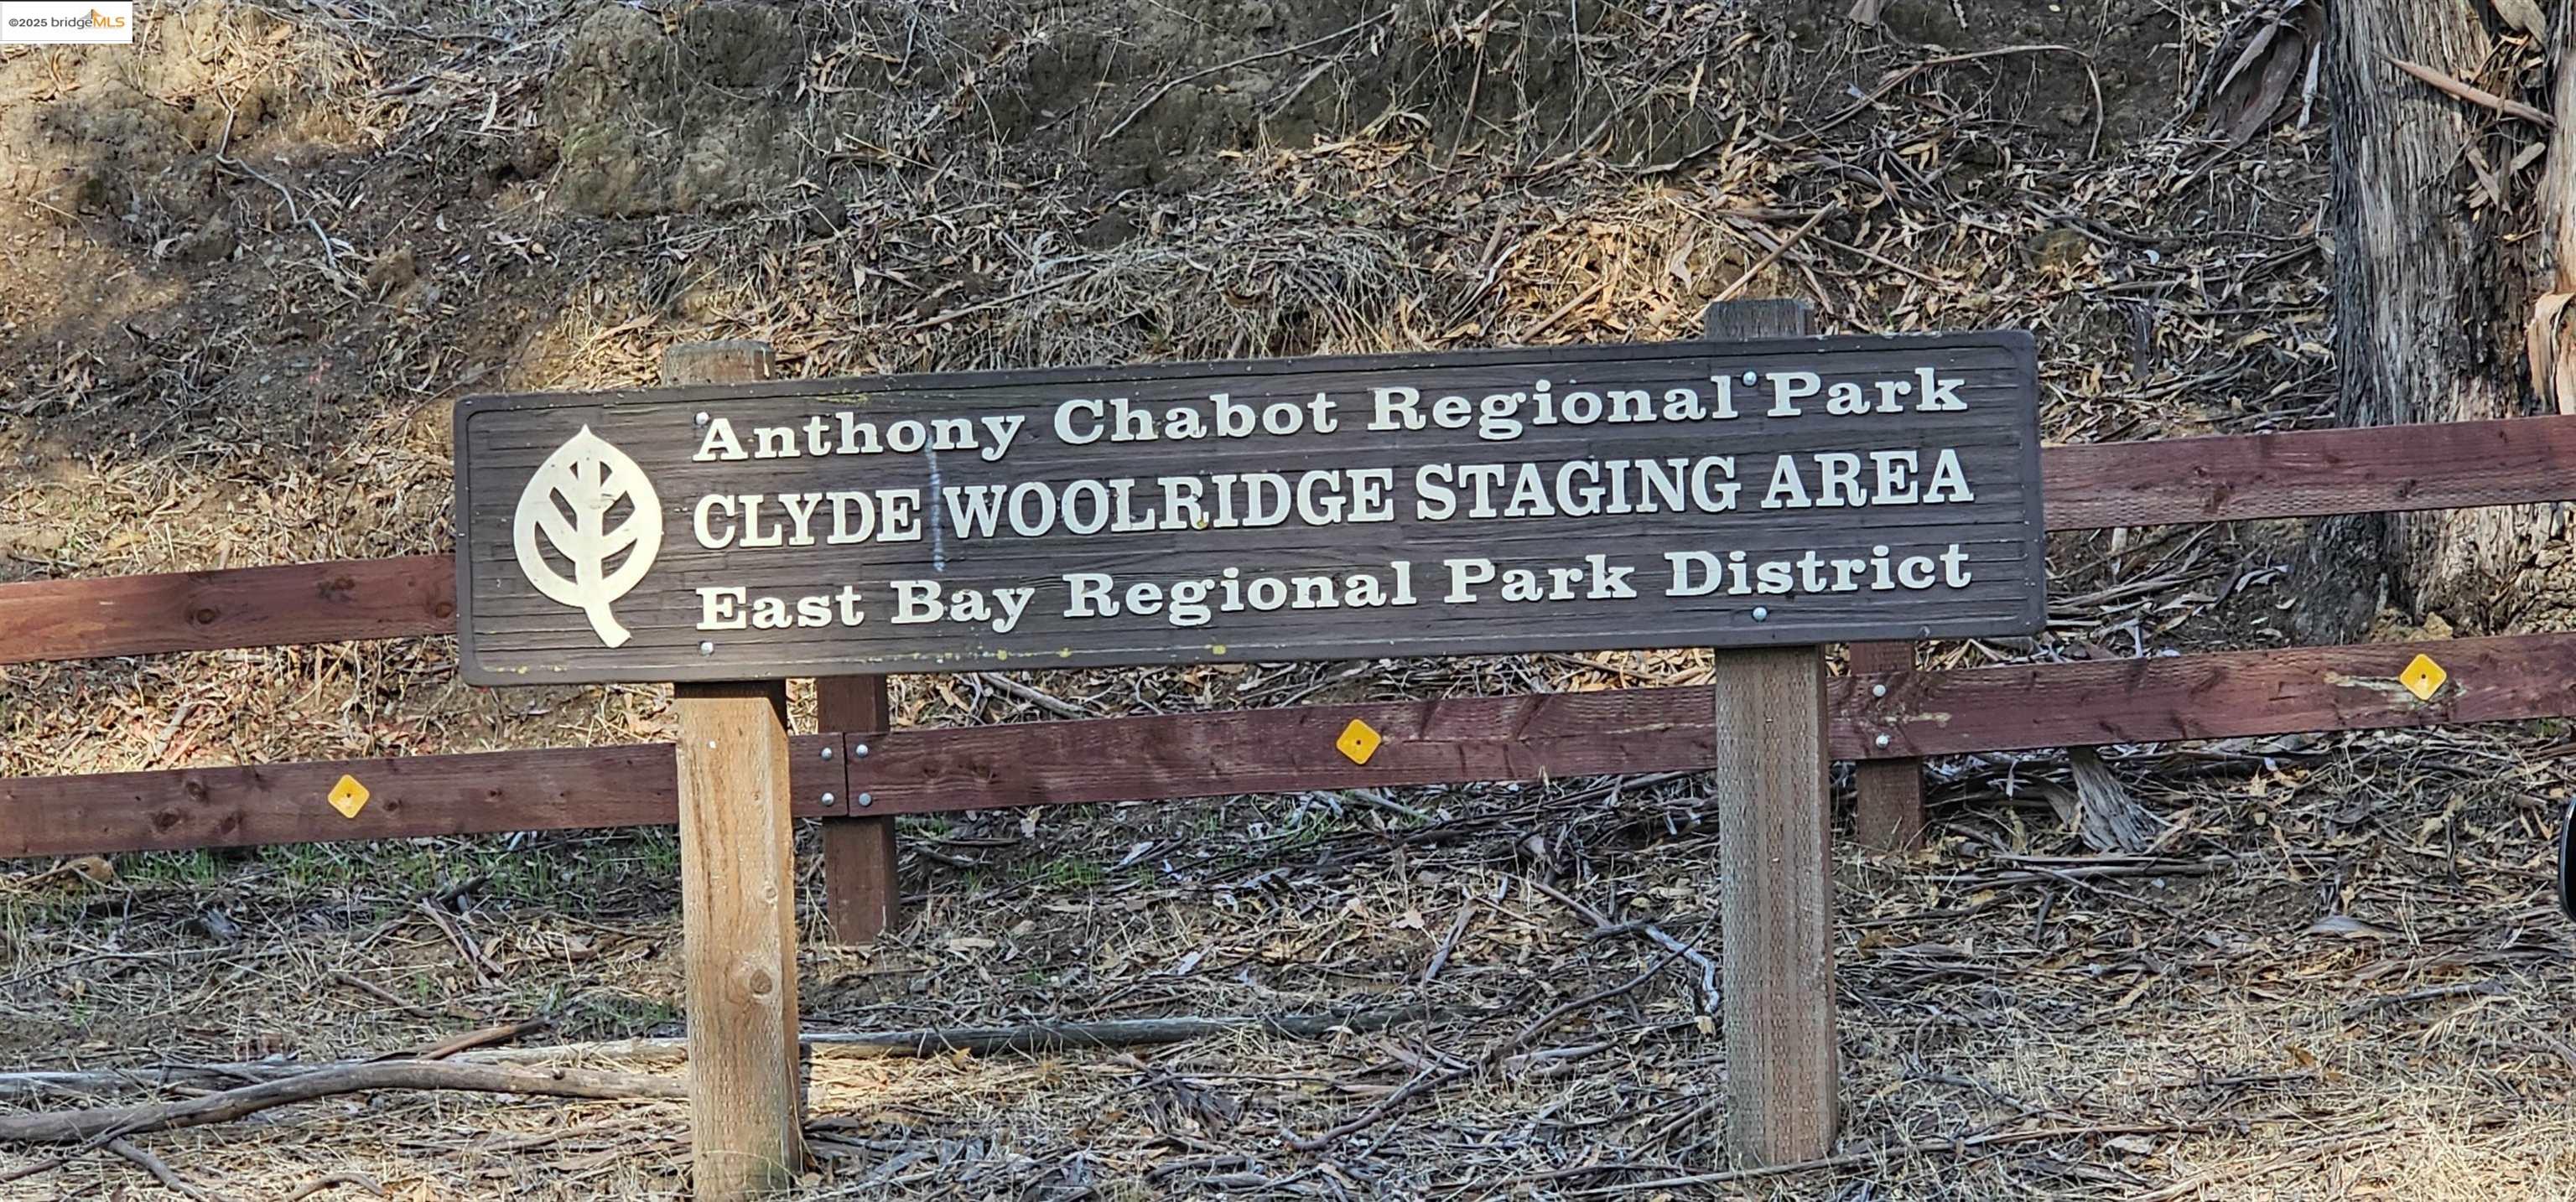 ©2025 bridgeMLS
Anthony Chabot Regional Park
CLYDE WOOLRIDGE STAGING AREA
East Bay Regional Park District